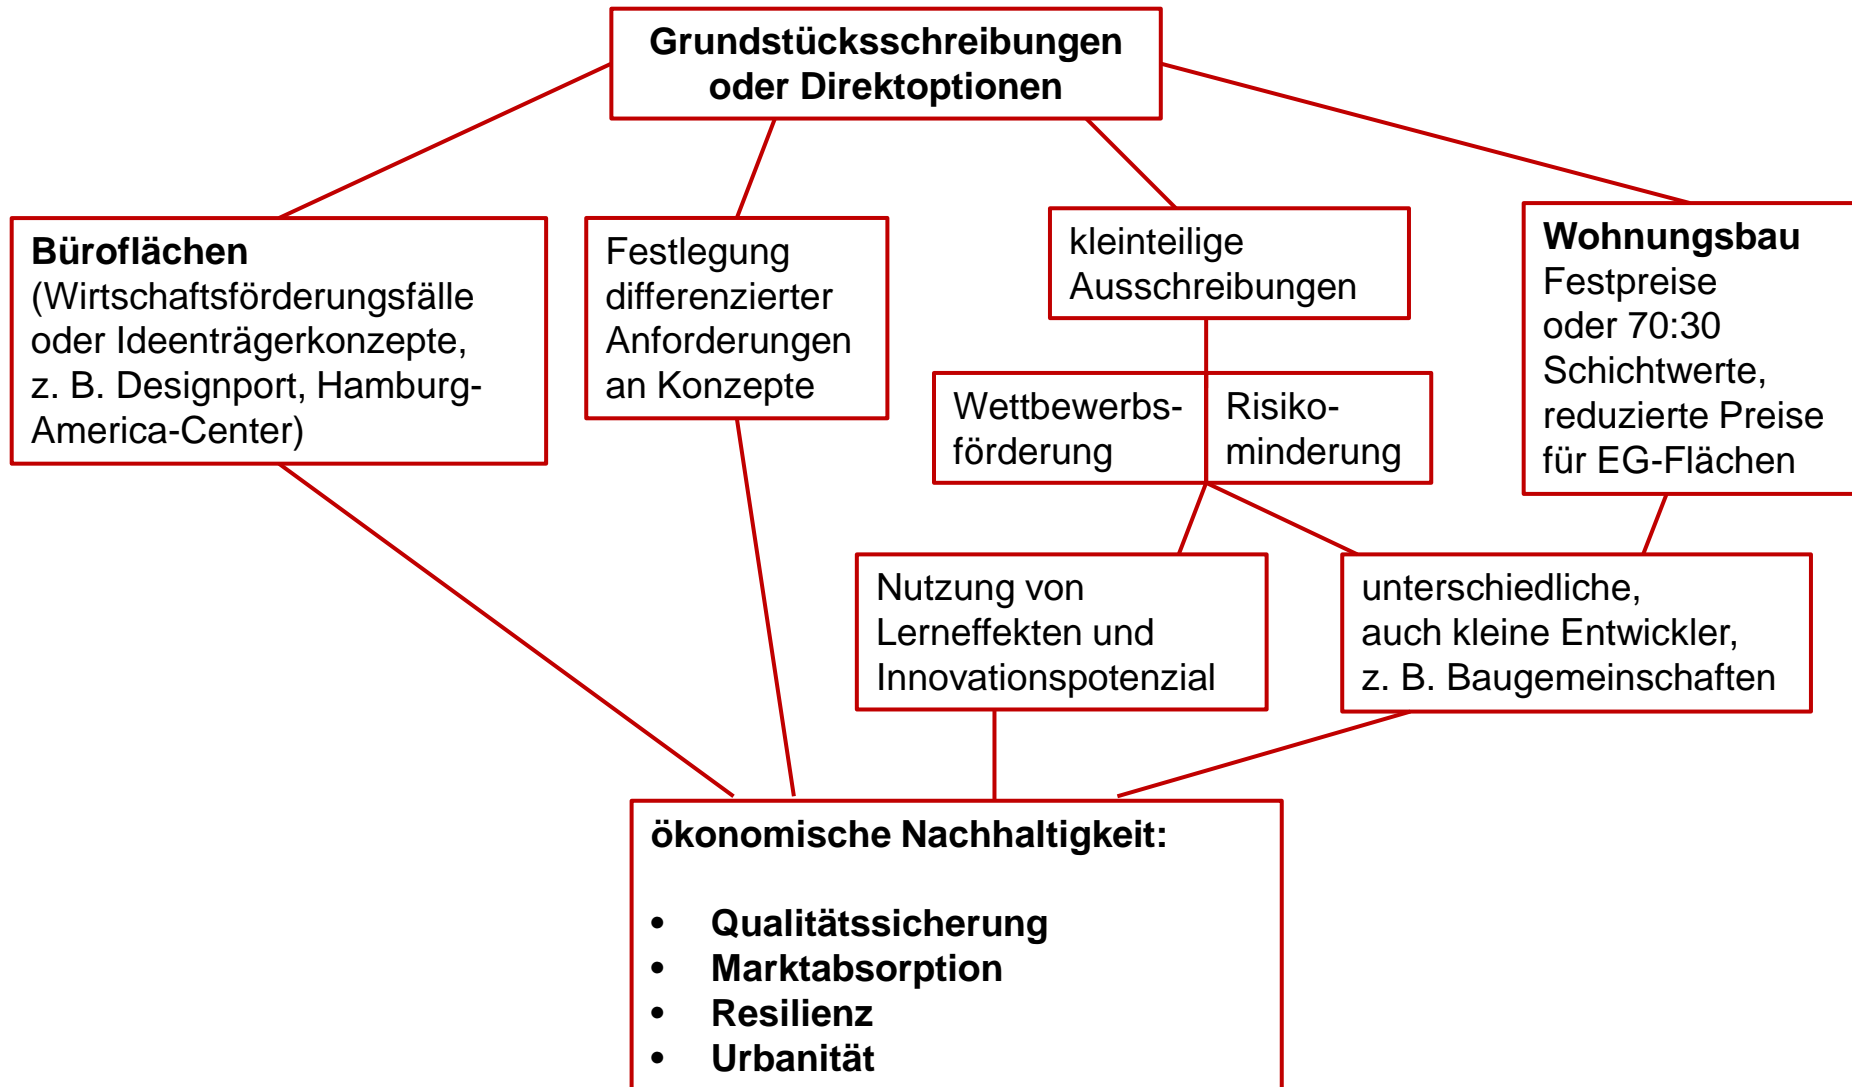 Grundstücksschreibungen
oder Direktoptionen
Büroflächen
(Wirtschaftsförderungsfälle
oder Ideenträgerkonzepte,
z. B. Designport, Hamburg-
America-Center)
Festlegung
differenzierter
Anforderungen
an Konzepte
kleinteilige
Ausschreibungen
Wettbewerbs-
förderung
Risiko-
minderung
Wohnungsbau
Festpreise
oder 70:30
Schichtwerte,
reduzierte Preise
für EG-Flächen
Nutzung von
Lerneffekten und
Innovationspotenzial
unterschiedliche,
auch kleine Entwickler,
z. B. Baugemeinschaften
ökonomische Nachhaltigkeit:
• Qualitätssicherung
• Marktabsorption
• Resilienz
• Urbanität